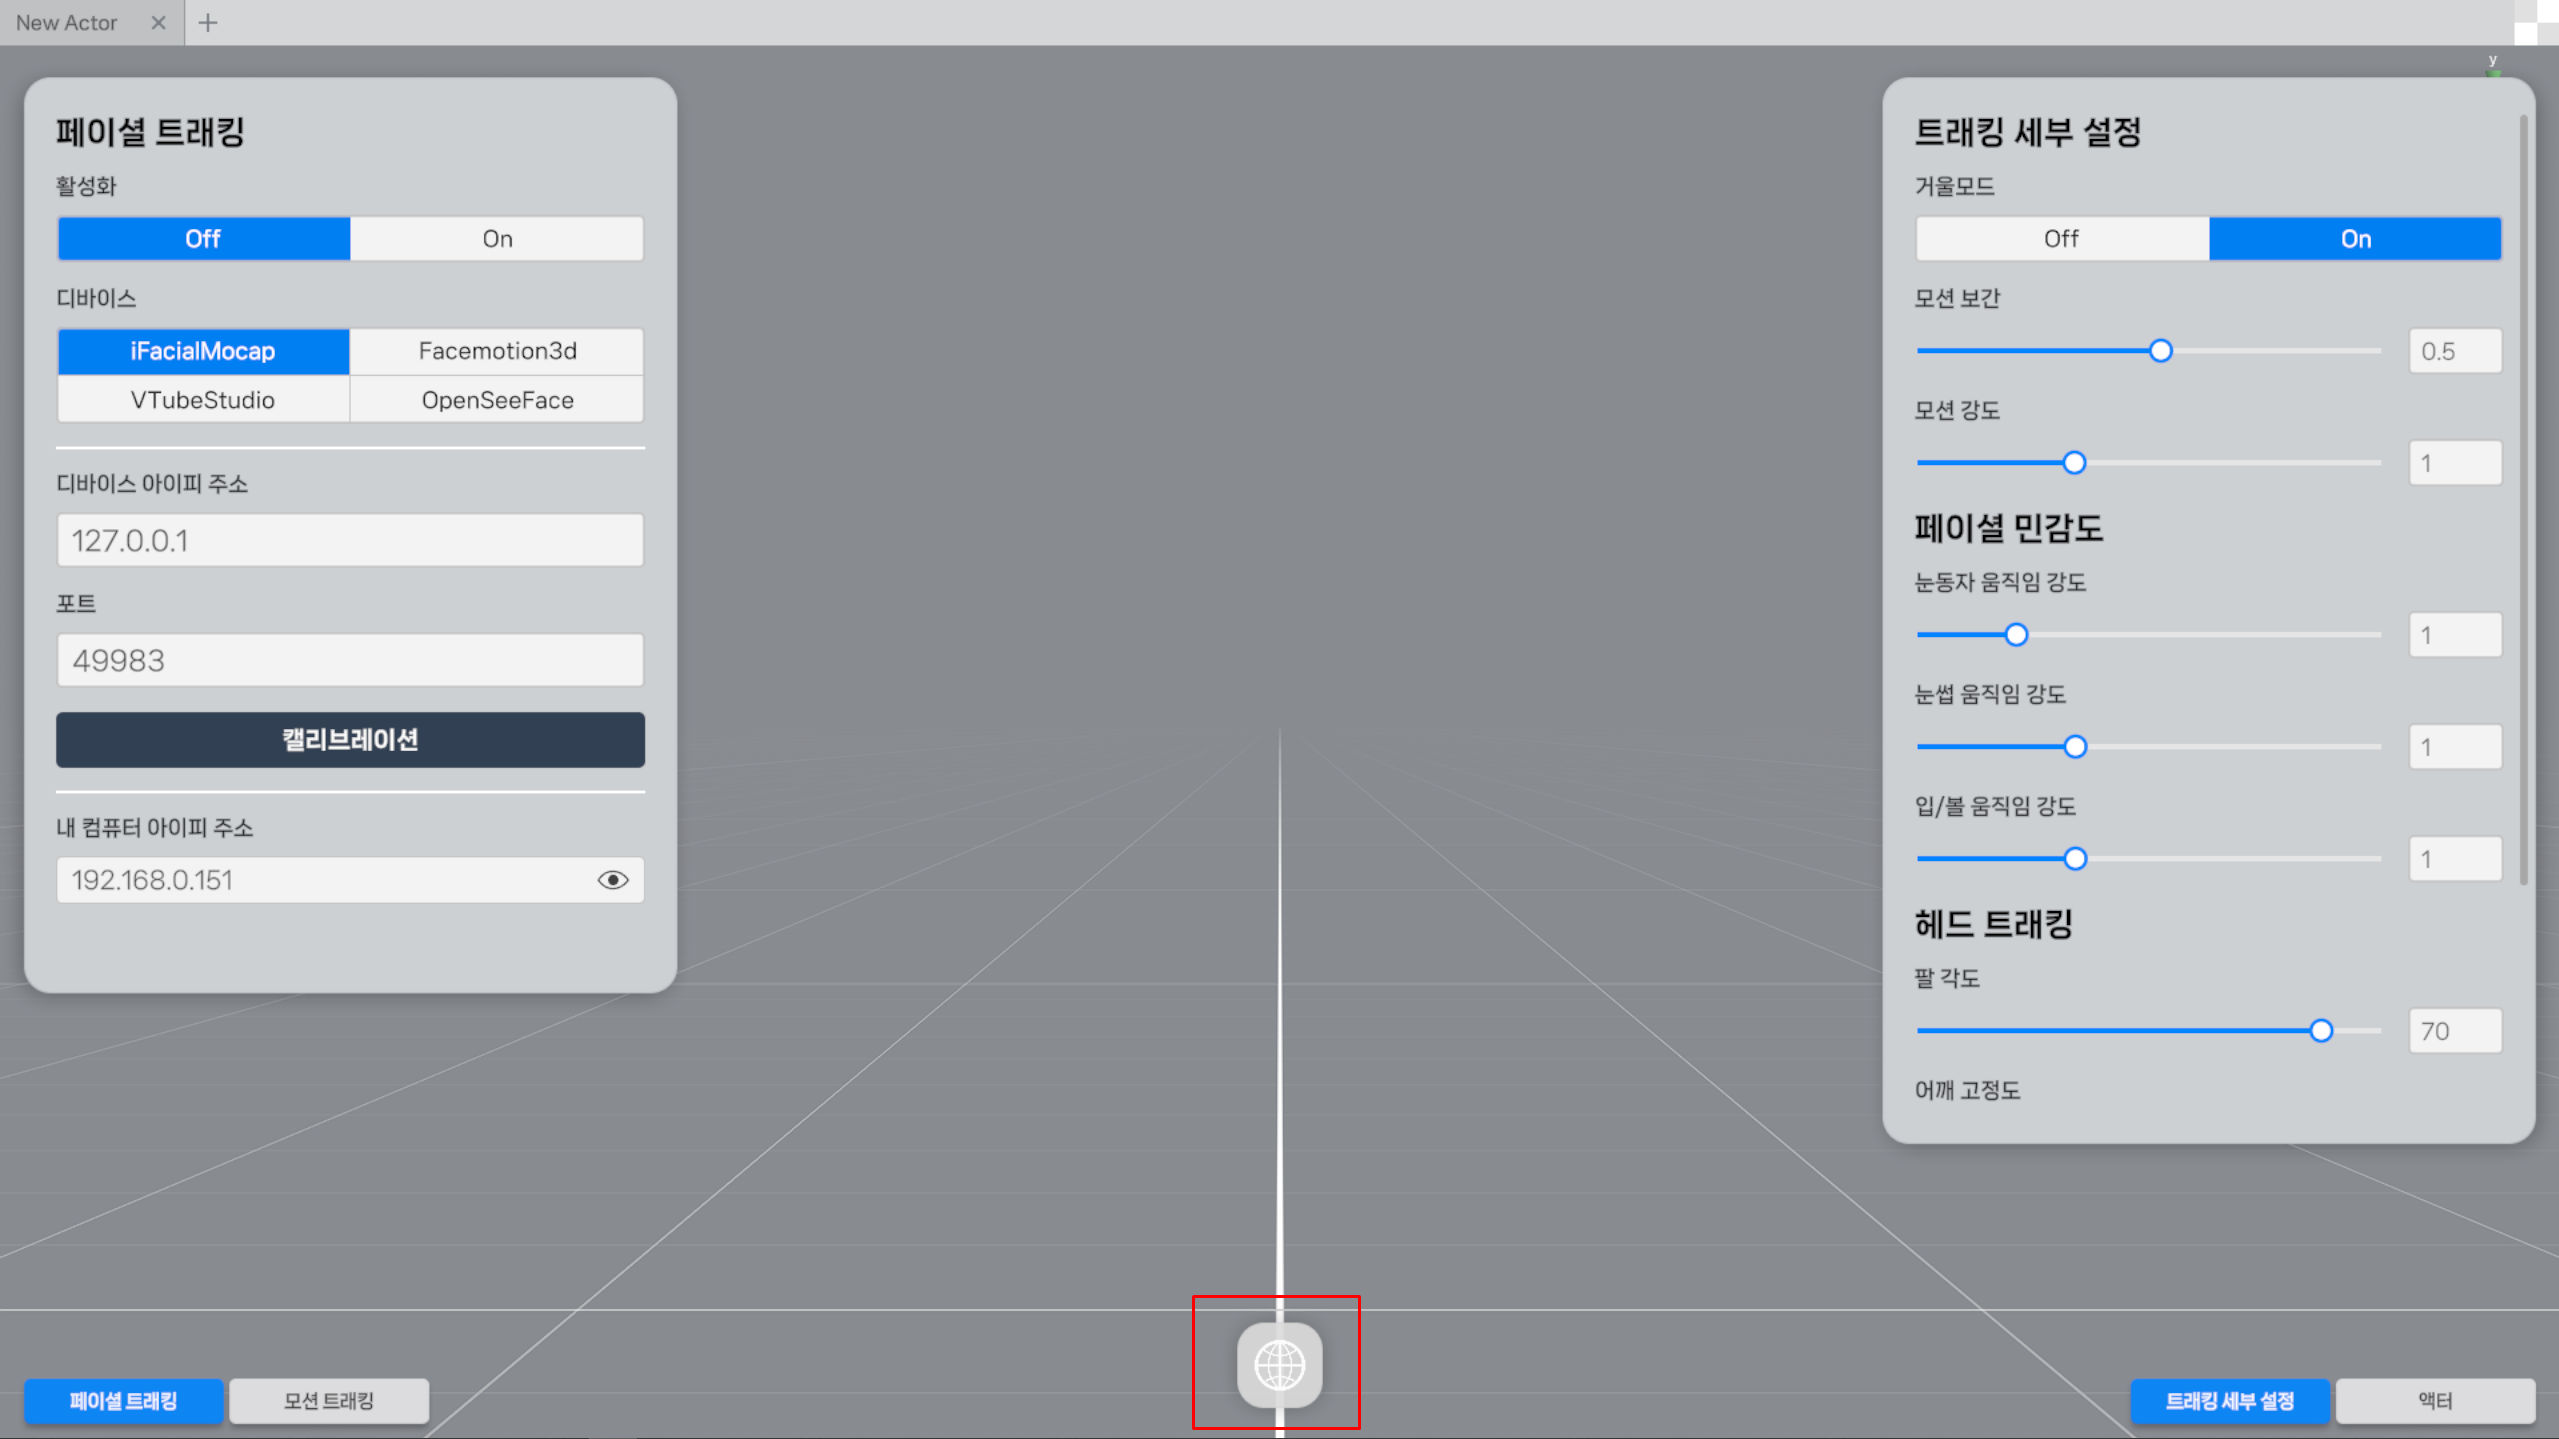 New Actor
y
페이셜 트래킹
활성화
Off On
디바이스
iFacialMocap Facemotion3d
VTubeStudio OpenSeeFace
디바이스 아이피 주소
127.0.0.1
포트
49983
캘리브레이션
내 컴퓨터 아이피 주소
192.168.0.151
트래킹 세부 설정
거울모드
Off On
모션 보간
0.5
모션 강도
1
페이셜 민감도
눈동자 움직임 강도
1
눈썹 움직임 강도
1
입/볼 움직임 강도
1
헤드 트래킹
팔 각도
70
어깨 고정도
페이셜 트래킹 모션 트래킹
트래킹 세부 설정 액터